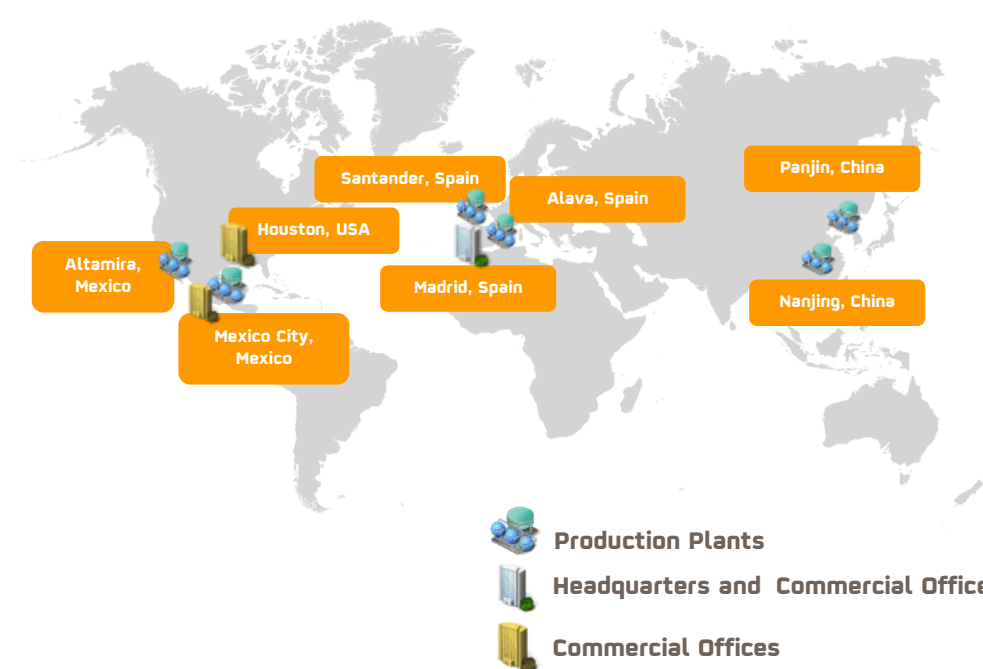 Panjin, China
Santander, Spain
Alava, Spain
Houston, USA
Altamira,
Mexico
Madrid, Spain
Nanjing, China
Mexico City,
Mexico
Production Plants
Headquarters and Commercial Office
Commercial Offices